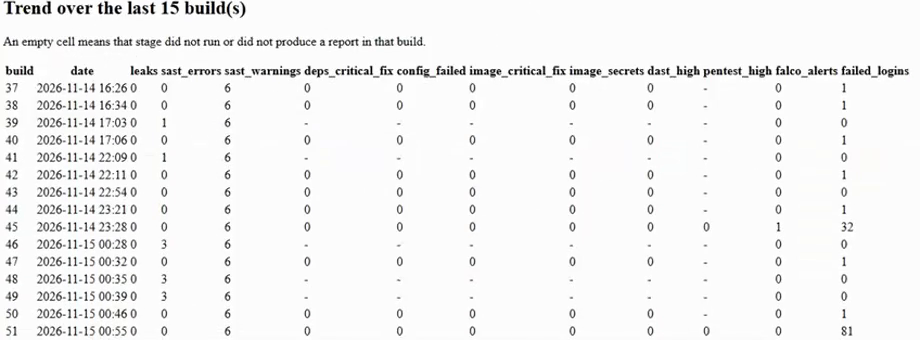 Trend over the last 15 build(s)
An empty cell means that stage did not run or did not produce a report in that build.
build date leaks sast_errors sast_warnings deps_critical_fix config_failed image_critical_fix image_secrets dast_high pentest_high falco_alerts failed_logins
37 2026-11-14 16:26 0 0 6 0 0 0 0 0 - 0 1
38 2026-11-14 16:34 0 0 6 0 0 0 0 0 - 0 1
39 2026-11-14 17:03 0 1 6 - - - - - - 0 0
40 2026-11-14 17:06 0 0 6 0 0 0 0 0 - 0 1
41 2026-11-14 22:09 0 1 6 - - - - - - 0 0
42 2026-11-14 22:11 0 0 6 0 0 0 0 0 - 0 1
43 2026-11-14 22:54 0 0 6 0 0 0 0 0 - 0 0
44 2026-11-14 23:21 0 0 6 0 0 0 0 0 - 0 1
45 2026-11-14 23:28 0 0 6 0 0 0 0 0 0 1 32
46 2026-11-15 00:28 0 3 6 - - - - - - 0 0
47 2026-11-15 00:32 0 0 6 0 0 0 0 0 - 0 1
48 2026-11-15 00:35 0 3 6 - - - - - - 0 0
49 2026-11-15 00:39 0 3 6 - - - - - - 0 0
50 2026-11-15 00:46 0 0 6 0 0 0 0 0 - 0 1
51 2026-11-15 00:55 0 0 6 0 0 0 0 0 0 0 81